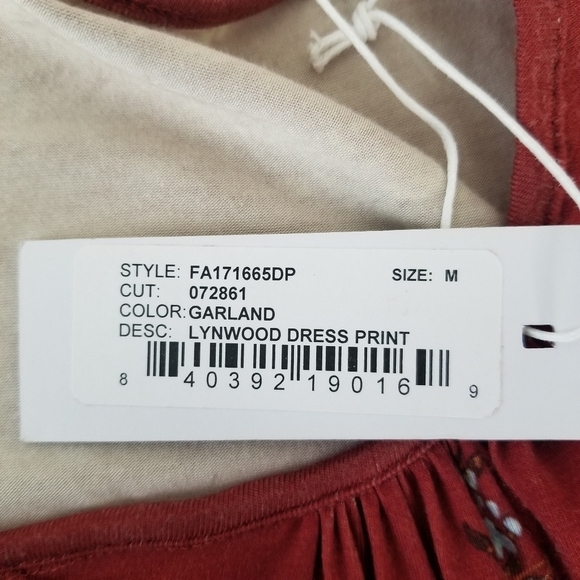 STYLE: FA171665DP SIZE: M
CUT: 072861
COLOR: GARLAND
DESC: LYNWOOD DRESS PRINT
8 40392 19016 9